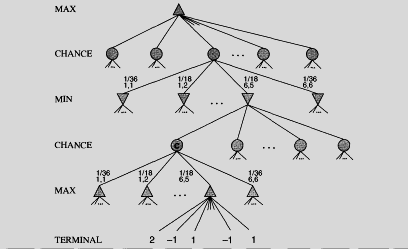 MAX
CHANCE
...
1/36 1/18 1/18 1/36
1,1 1,2 6,5 6,6
MIN
...
CHANCE
C
...
1/36 1/18 1/18 1/36
1,1 1,2 6,5 6,6
MAX
...
TERMINAL 2 −1 1 −1 1